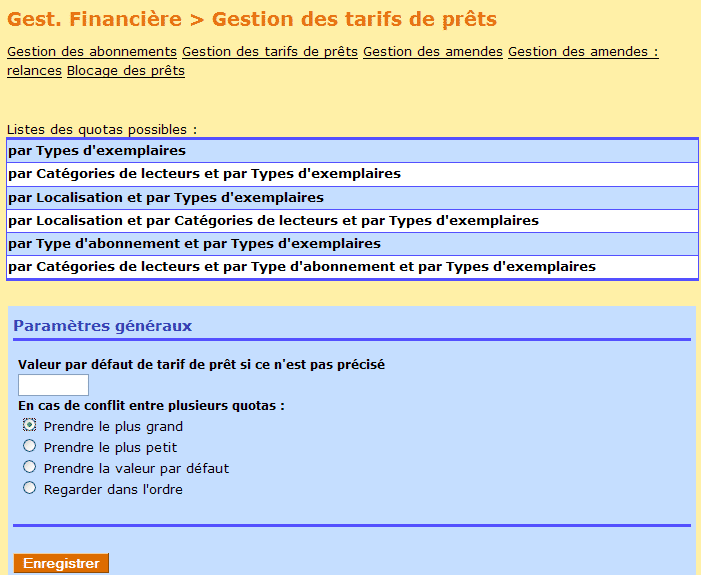 Gest. Financière > Gestion des tarifs de prêts
Gestion des abonnements Gestion des tarifs de prêts Gestion des amendes Gestion des amendes :
relances Blocage des prêts
Listes des quotas possibles :
par Types d'exemplaires
par Catégories de lecteurs et par Types d'exemplaires
par Localisation et par Types d'exemplaires
par Localisation et par Catégories de lecteurs et par Types d'exemplaires
par Type d'abonnement et par Types d'exemplaires
par Catégories de lecteurs et par Type d'abonnement et par Types d'exemplaires
Paramètres généraux
Valeur par défaut de tarif de prêt si ce n'est pas précisé
En cas de conflit entre plusieurs quotas :
Prendre le plus grand
Prendre le plus petit
Prendre la valeur par défaut
Regarder dans l'ordre
Enregistrer